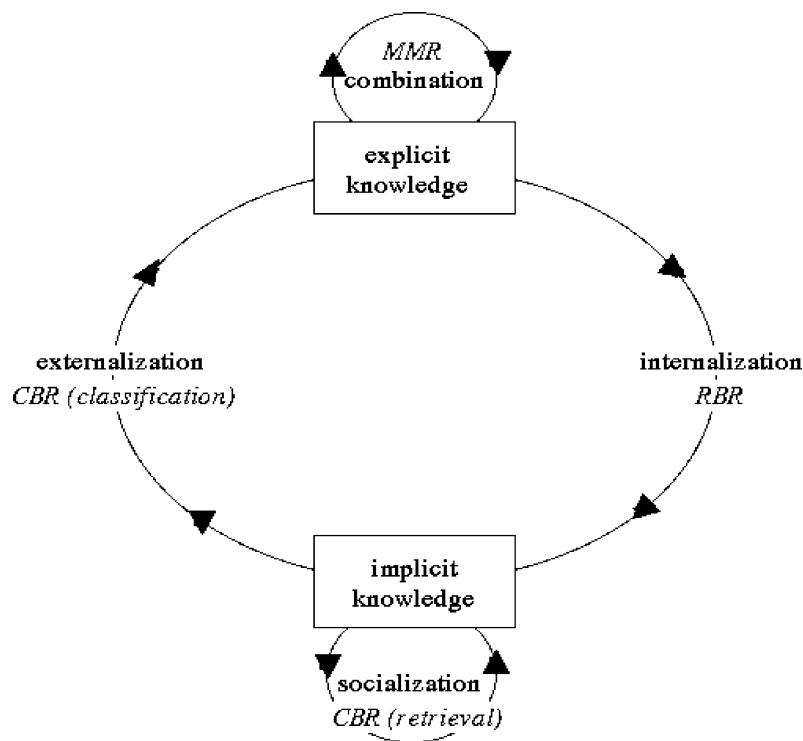 MMR
combination
explicit
knowledge
externalization
CBR (classification)
internalization
RBR
implicit
knowledge
socialization
CBR (retrieval)